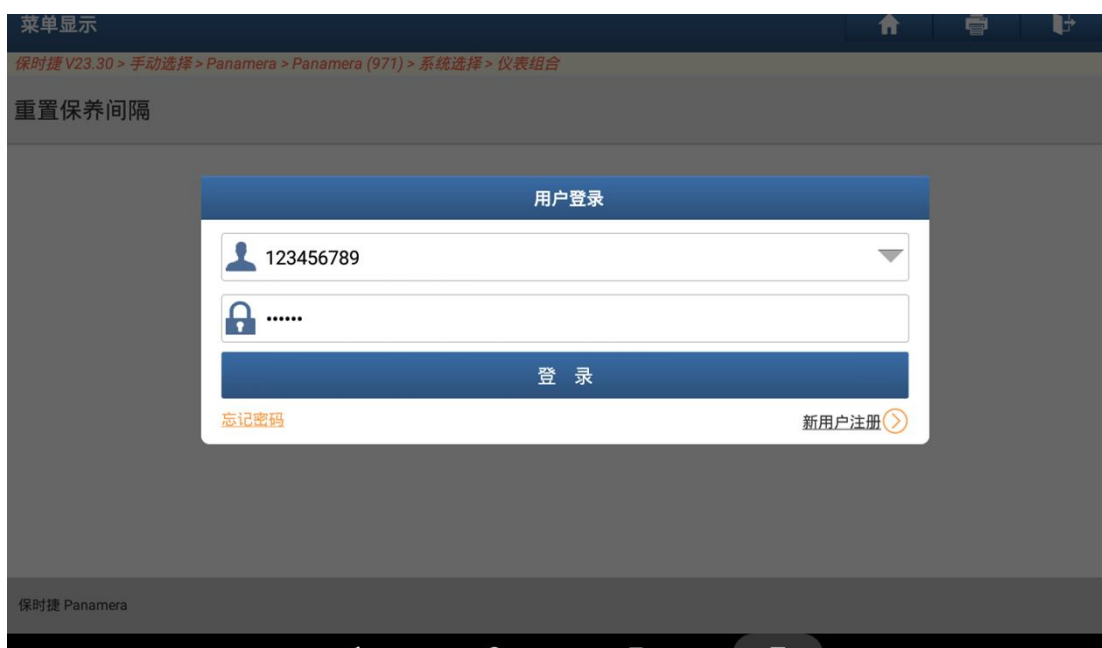 菜单显示
保时捷 V23.30 > 手动选择 > Panamera > Panamera (971) > 系统选择 > 仪表组合
重置保养间隔
用户登录
123456789
••••••
登 录
忘记密码
新用户注册
保时捷 Panamera